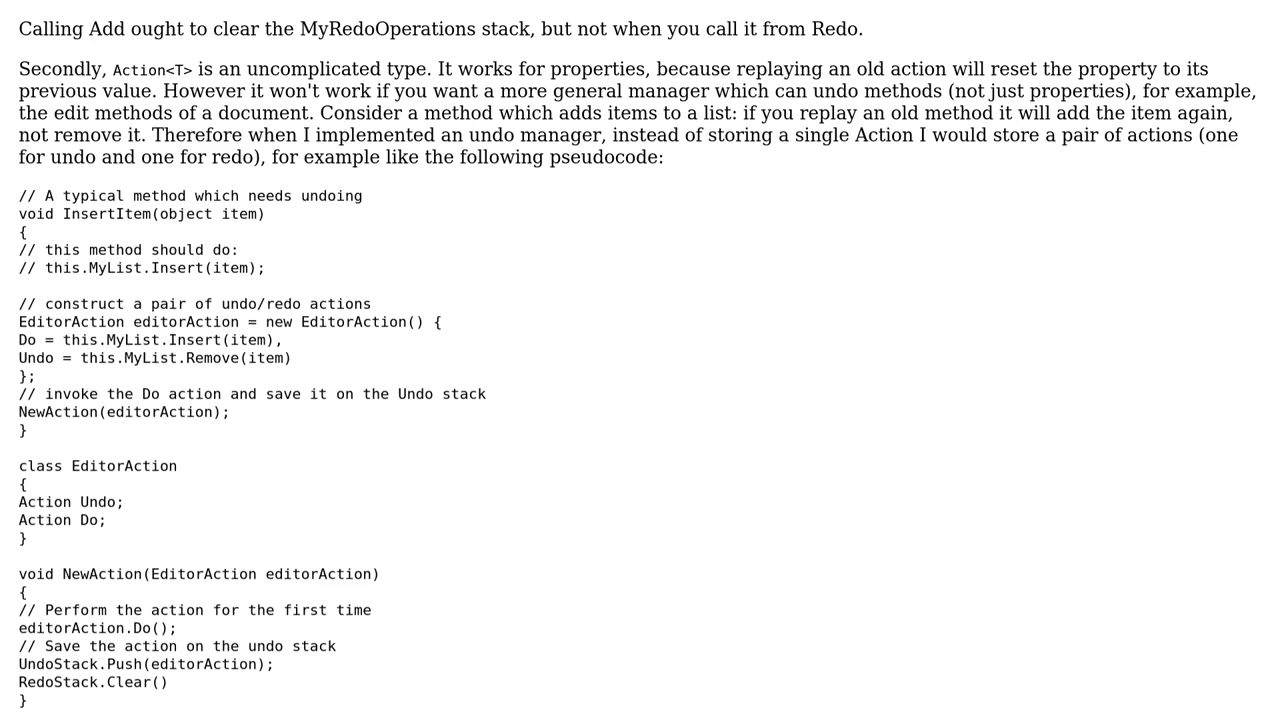 Calling Add ought to clear the MyRedoOperations stack, but not when you call it from Redo.
Secondly, Action<T> is an uncomplicated type. It works for properties, because replaying an old action will reset the property to its
previous value. However it won't work if you want a more general manager which can undo methods (not just properties), for example,
the edit methods of a document. Consider a method which adds items to a list: if you replay an old method it will add the item again,
not remove it. Therefore when I implemented an undo manager, instead of storing a single Action I would store a pair of actions (one
for undo and one for redo), for example like the following pseudocode:
// A typical method which needs undoing
void InsertItem(object item)
{
// this method should do:
// this.MyList.Insert(item);
// construct a pair of undo/redo actions
EditorAction editorAction = new EditorAction() {
Do = this.MyList.Insert(item),
Undo = this.MyList.Remove(item)
};
// invoke the Do action and save it on the Undo stack
NewAction(editorAction);
}
class EditorAction
{
Action Undo;
Action Do;
}
void NewAction(EditorAction editorAction)
{
// Perform the action for the first time
editorAction.Do();
// Save the action on the undo stack
UndoStack.Push(editorAction);
RedoStack.Clear()
}